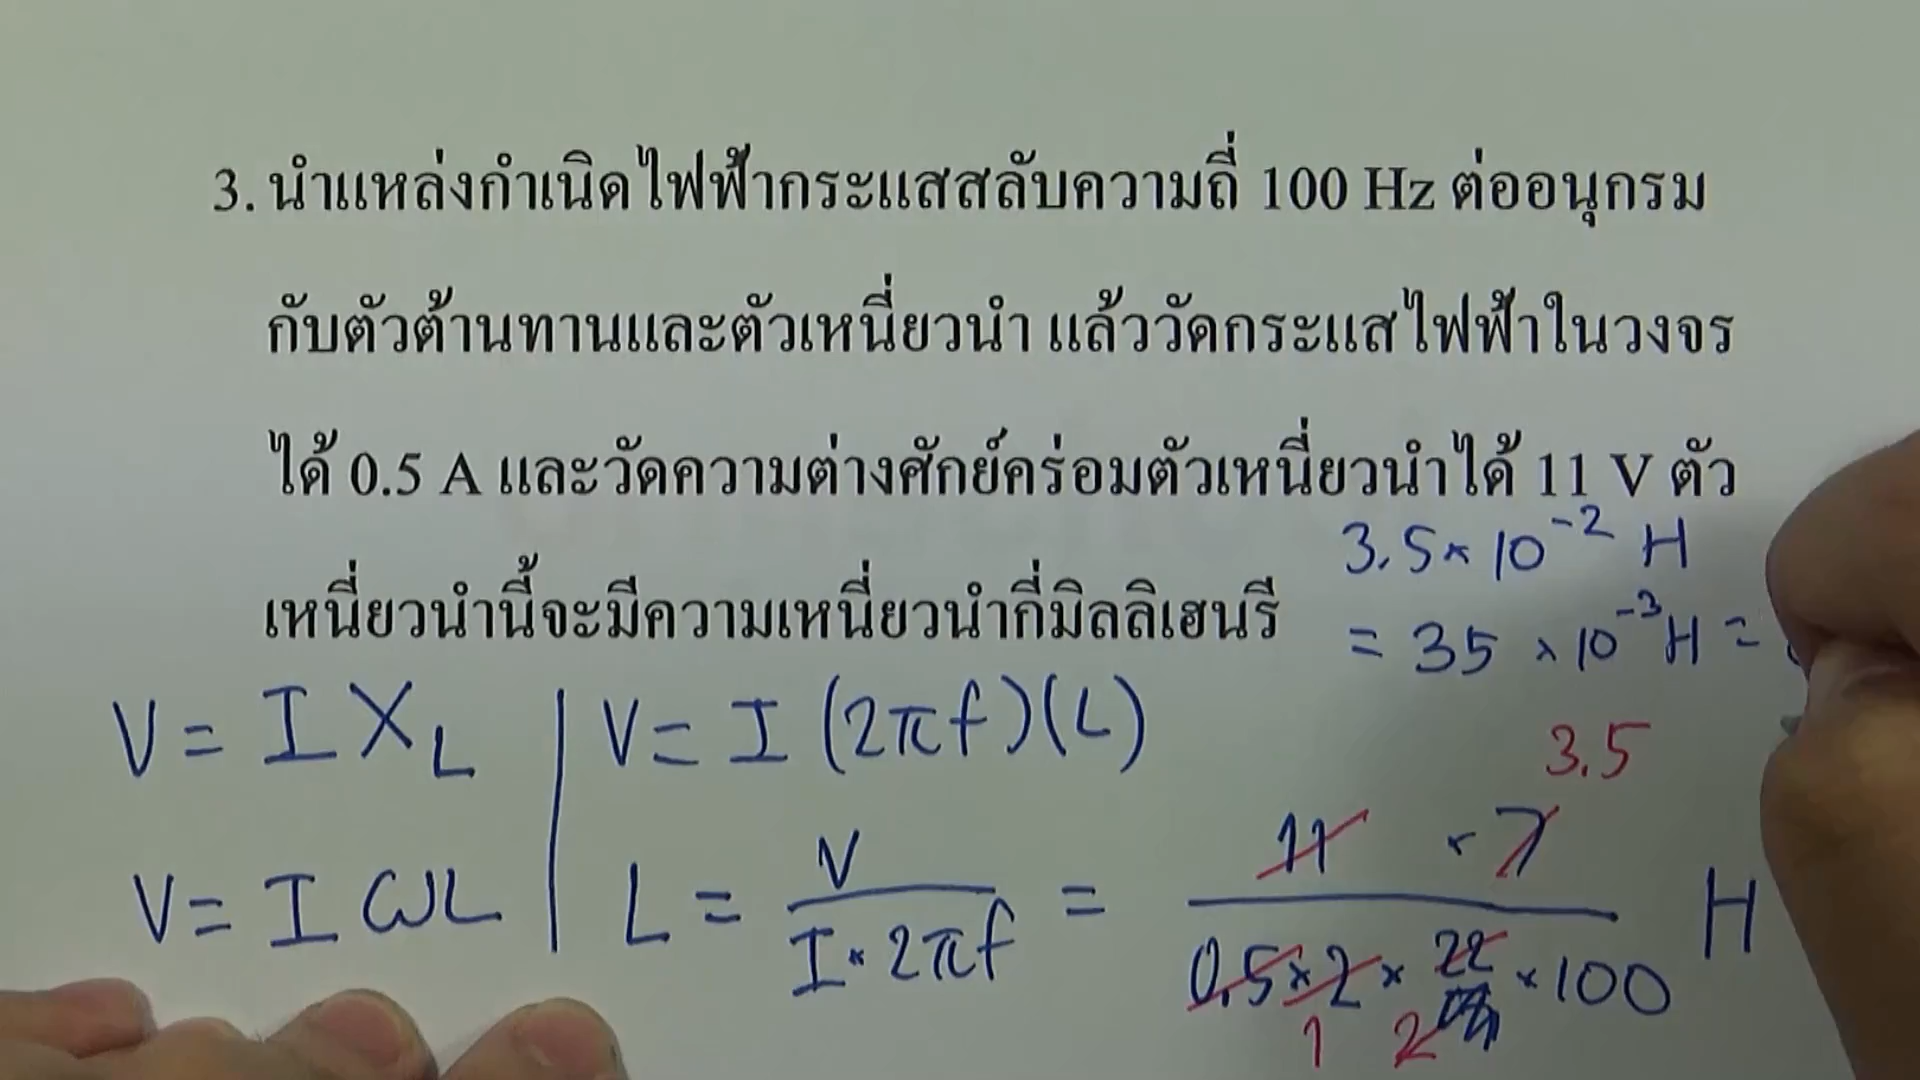 3. นำแหล่งกำเนิดไฟฟ้ากระแสสลับความถี่ 100 Hz ต่ออนุกรม
กับตัวต้านทานและตัวเหนี่ยวนำ แล้ววัดกระแสไฟฟ้าในวงจร
ได้ 0.5 A และวัดความต่างศักย์คร่อมตัวเหนี่ยวนำได้ 11 V ตัว
เหนี่ยวนำนี้จะมีความเหนี่ยวนำกี่มิลลิเฮนรี
3.5 × 10⁻² H
= 35 × 10⁻³ H =
V = I X_L
V = I (2πf)(L)
3.5
V = I ωL
L = V / I × 2πf = 11 × 7 / 0.5 × 2 × 22 × 100 H
1 2